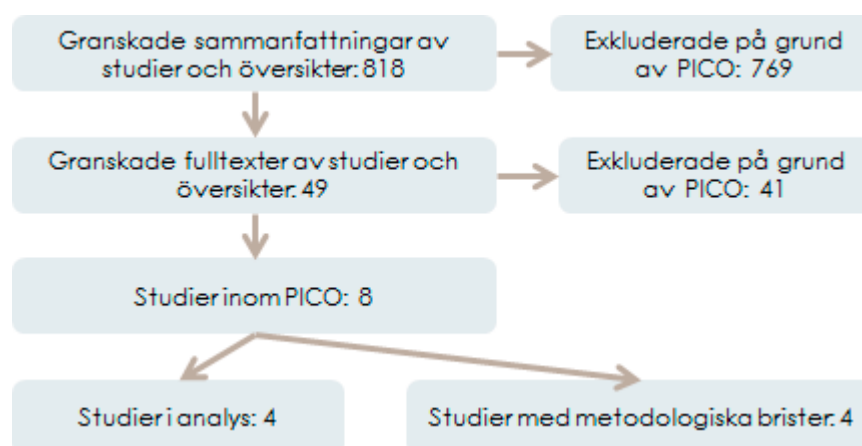 Granskade sammanfattningar av
studier och översikter: 818
Exkluderade på grund
av PICO: 769
Granskade fulltexter av studier och
översikter: 49
Exkluderade på grund
av PICO: 41
Studier inom PICO: 8
Studier i analys: 4
Studier med metodologiska brister: 4